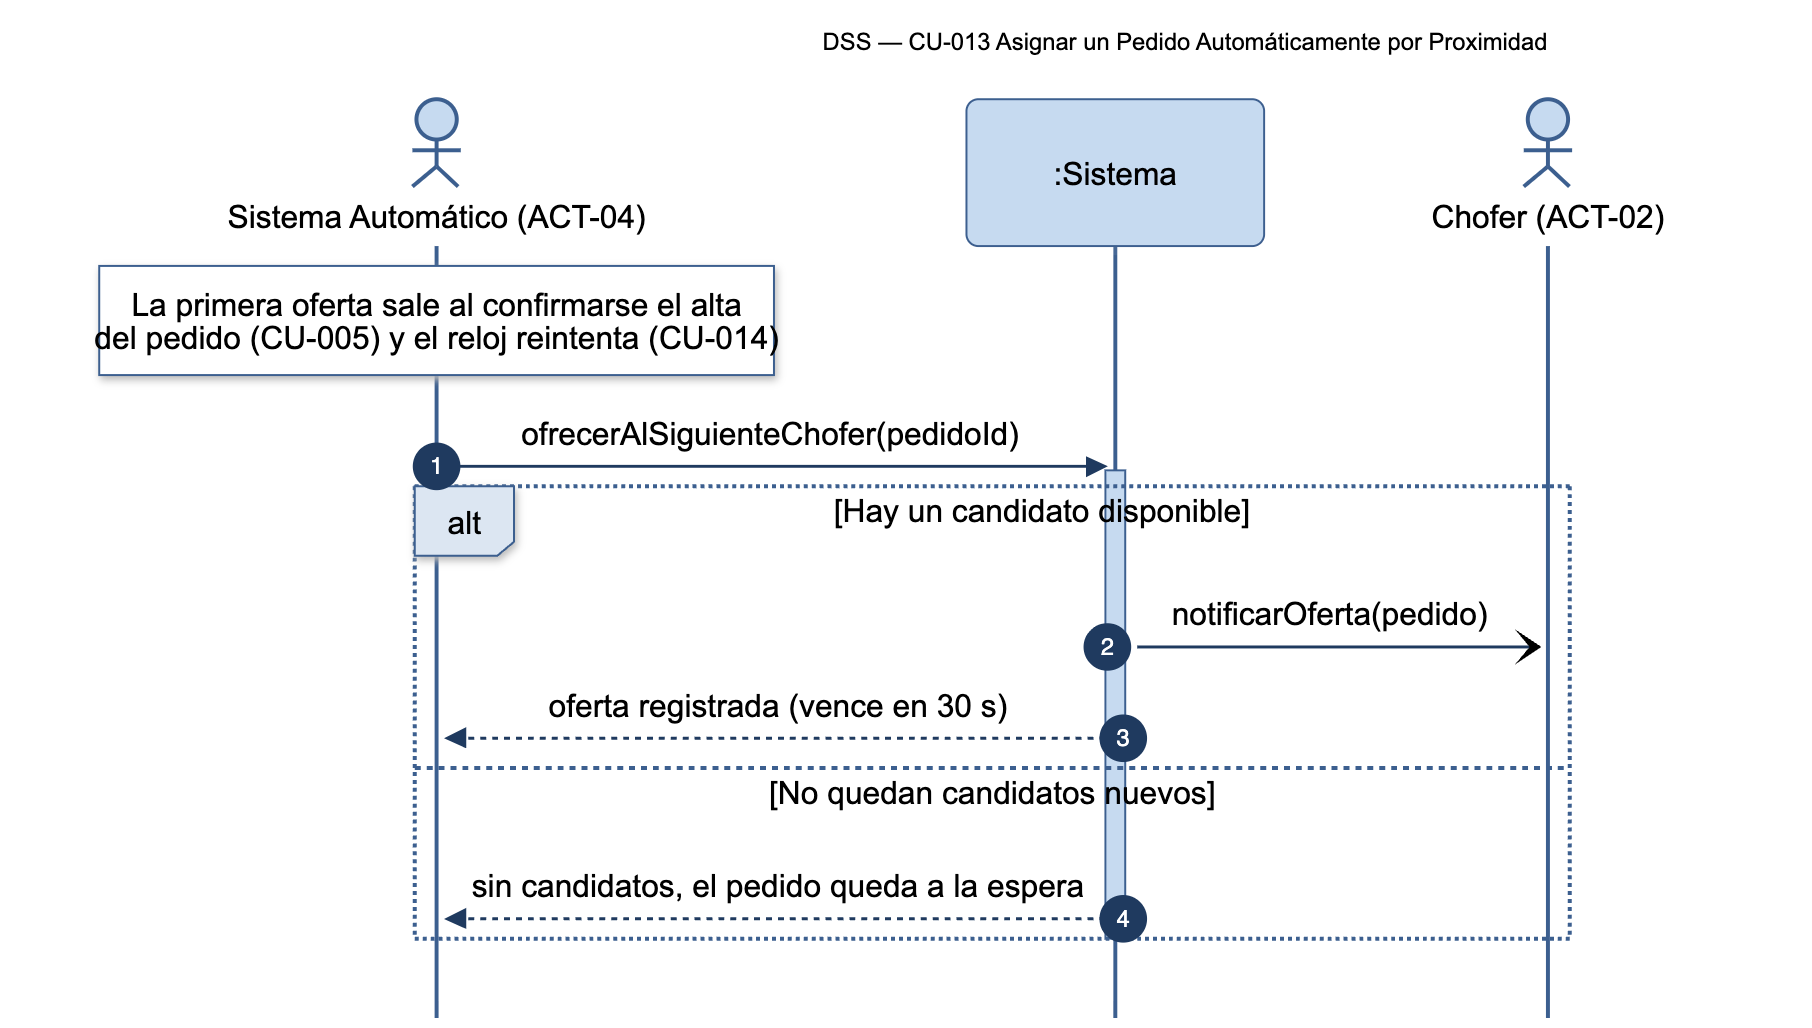 DSS — CU-013 Asignar un Pedido Automáticamente por Proximidad
Sistema Automático (ACT-04)
:Sistema
Chofer (ACT-02)
La primera oferta sale al confirmarse el alta
del pedido (CU-005) y el reloj reintenta (CU-014)
ofrecerAlSiguienteChofer(pedidoId)
1
alt
[Hay un candidato disponible]
notificarOferta(pedido)
2
oferta registrada (vence en 30 s)
3
[No quedan candidatos nuevos]
sin candidatos, el pedido queda a la espera
4